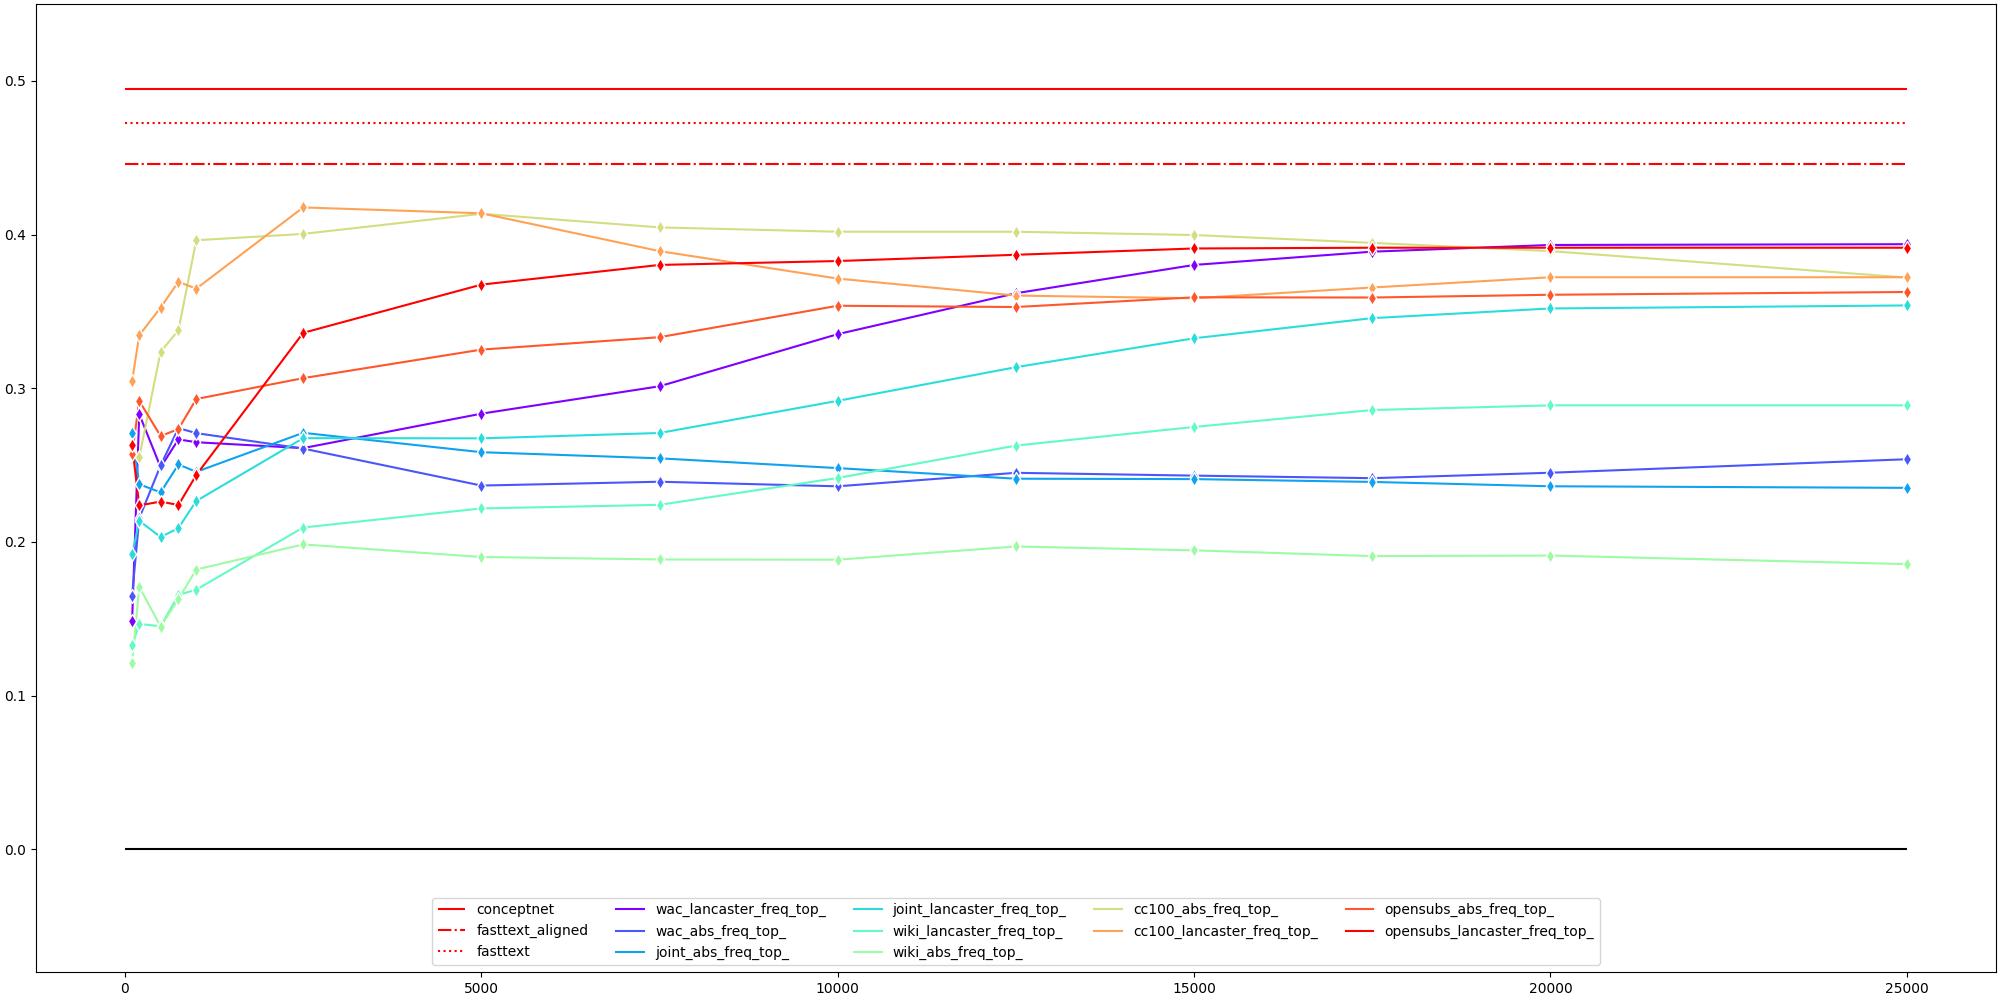 0.5
0.4
0.3
0.2
0.1
0.0
conceptnet
fasttext_aligned
fasttext
wac_lancaster_freq_top_
wac_abs_freq_top_
joint_abs_freq_top_
joint_lancaster_freq_top_
wiki_lancaster_freq_top_
wiki_abs_freq_top_
cc100_abs_freq_top_
cc100_lancaster_freq_top_
opensubs_abs_freq_top_
opensubs_lancaster_freq_top_
0 5000 10000 15000 20000 25000